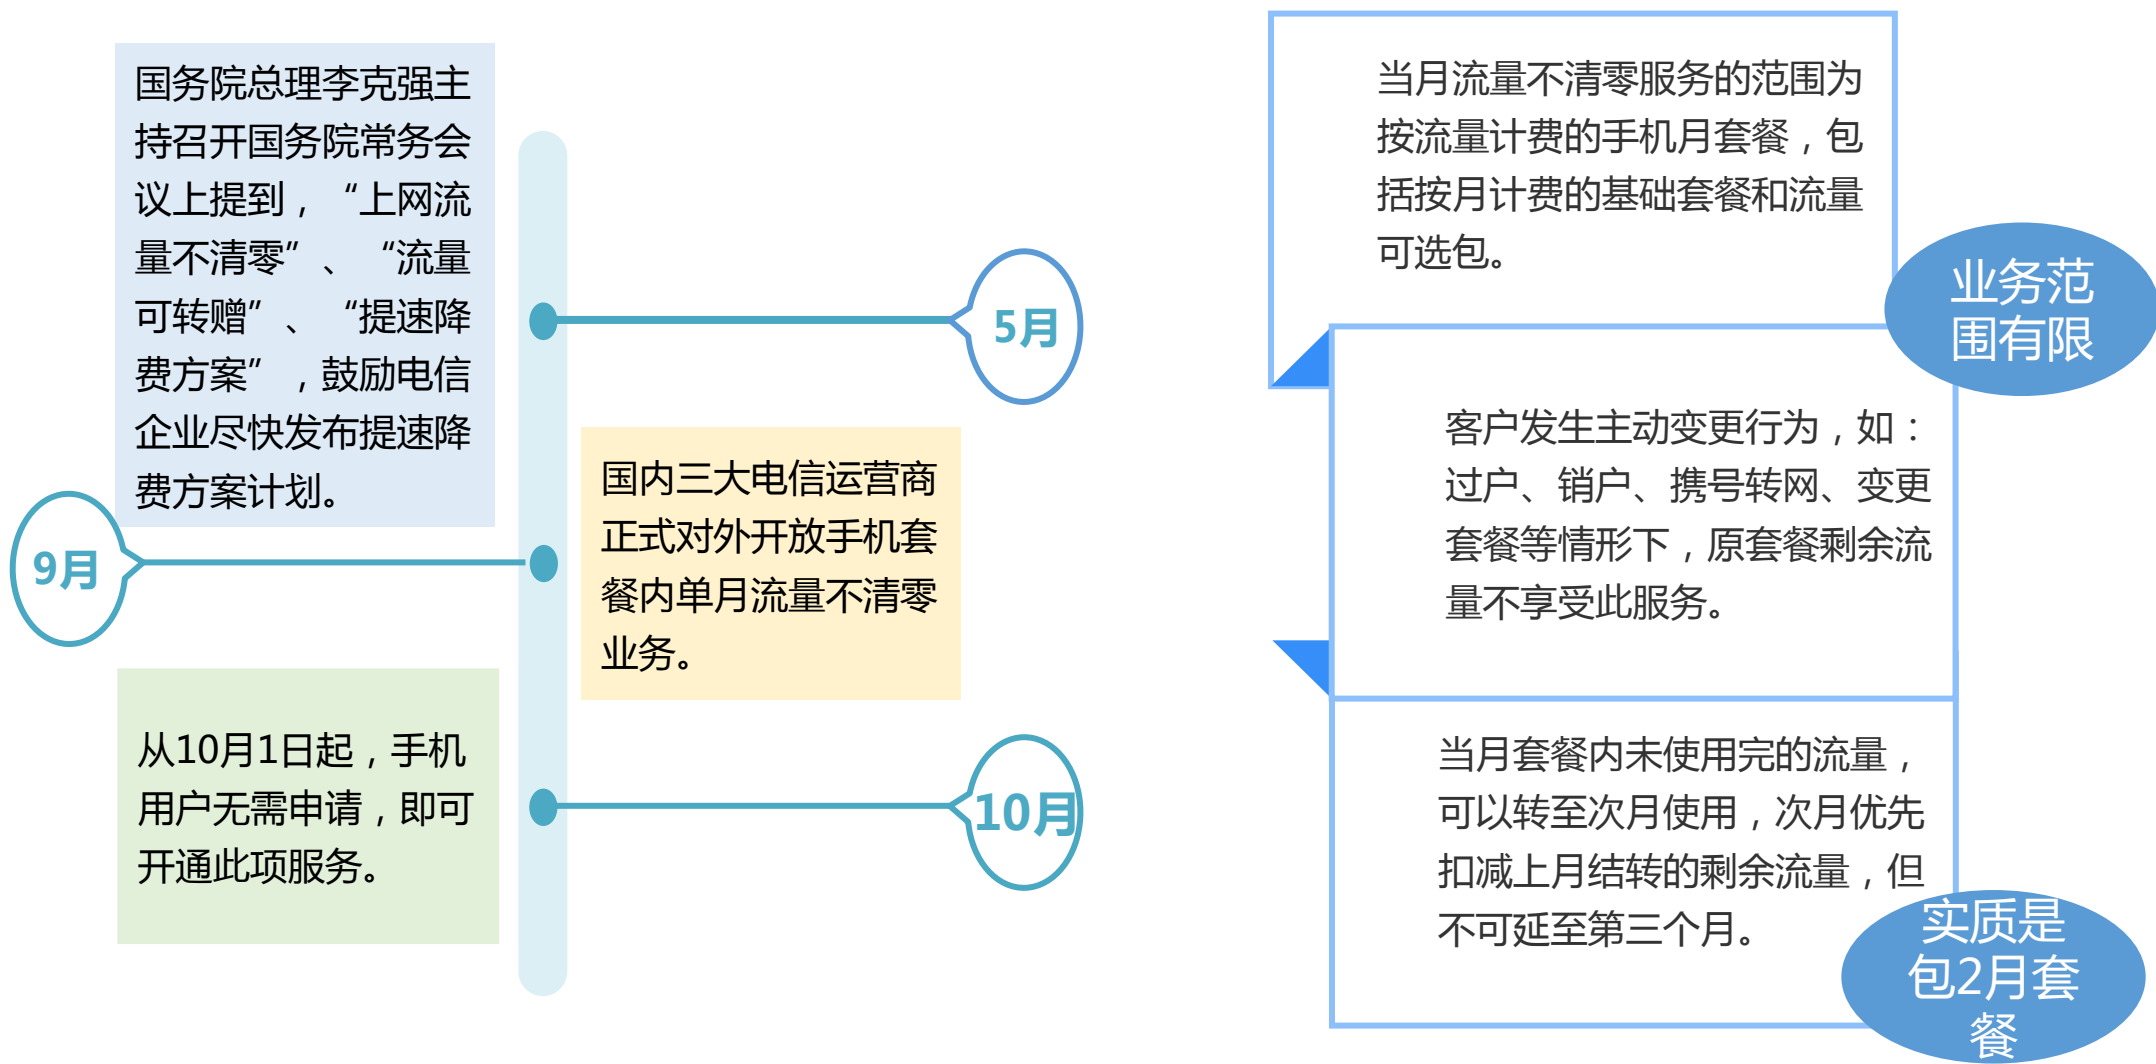 国务院总理李克强主
持召开国务院常务会
议上提到，“上网流
量不清零”、“流量
可转赠”、“提速降
费方案”，鼓励电信
企业尽快发布提速降
费方案计划。
5月
国内三大电信运营商
正式对外开放手机套
餐内单月流量不清零
业务。
9月
从10月1日起，手机
用户无需申请，即可
开通此项服务。
10月
当月流量不清零服务的范围为
按流量计费的手机月套餐，包
括按月计费的基础套餐和流量
可选包。
业务范
围有限
客户发生主动变更行为，如：
过户、销户、携号转网、变更
套餐等情形下，原套餐剩余流
量不享受此服务。
当月套餐内未使用完的流量，
可以转至次月使用，次月优先
扣减上月结转的剩余流量，但
不可延至第三个月。
实质是
包2月套
餐